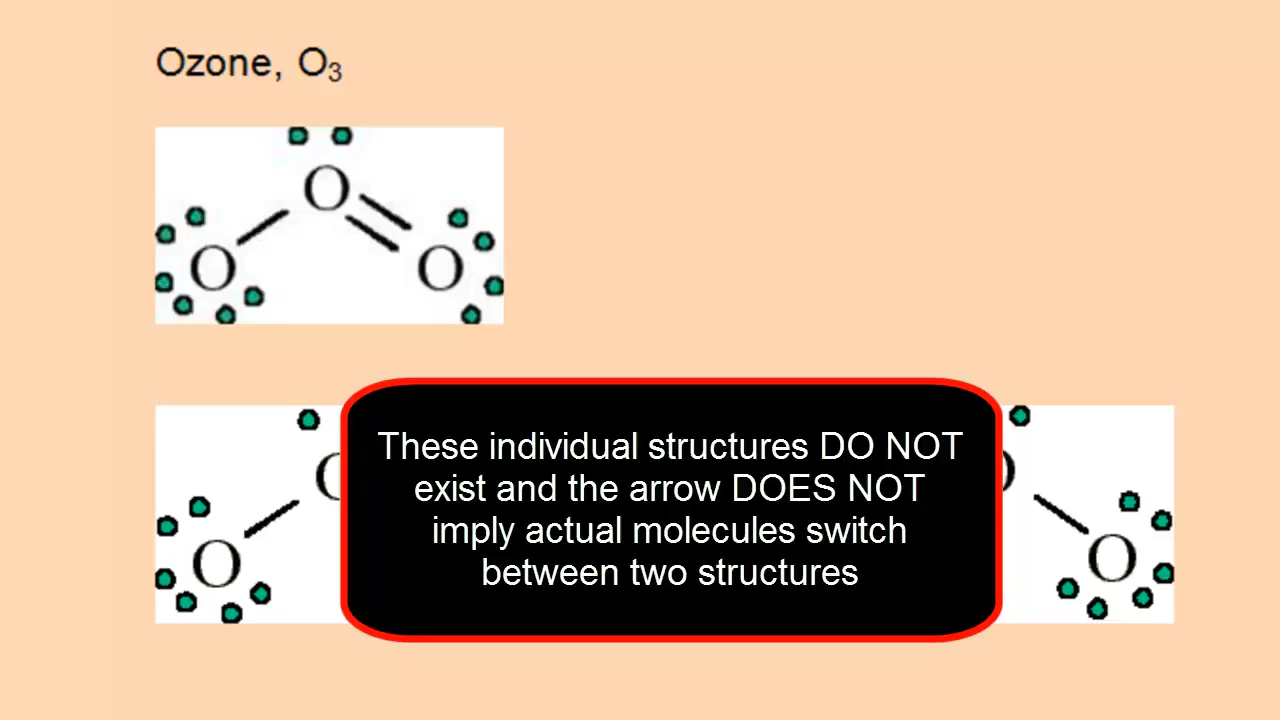 Ozone, O₃
O
O
O
These individual structures DO NOT
exist and the arrow DOES NOT
imply actual molecules switch
between two structures
O
O